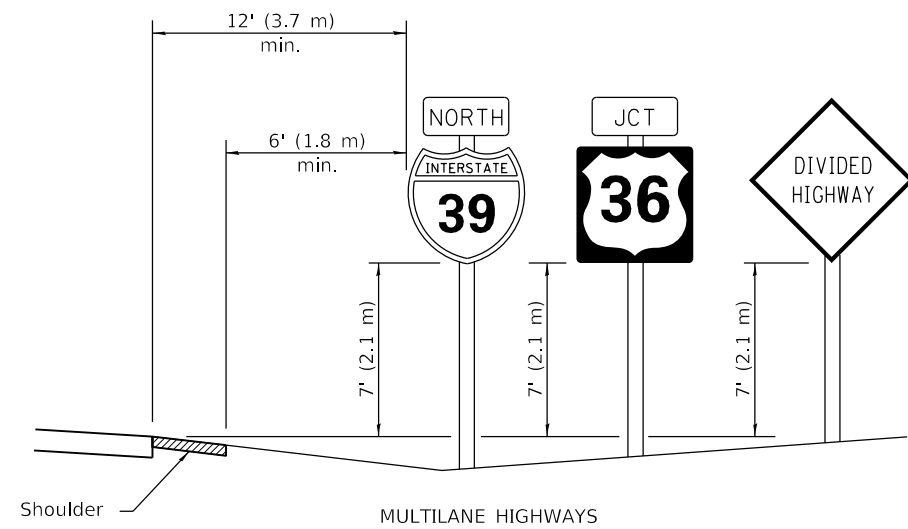 12' (3.7 m)
min.
6' (1.8 m)
min.
NORTH
INTERSTATE
39
JCT
36
DIVIDED
HIGHWAY
7' (2.1 m)
7' (2.1 m)
7' (2.1 m)
Shoulder
MULTILANE HIGHWAYS